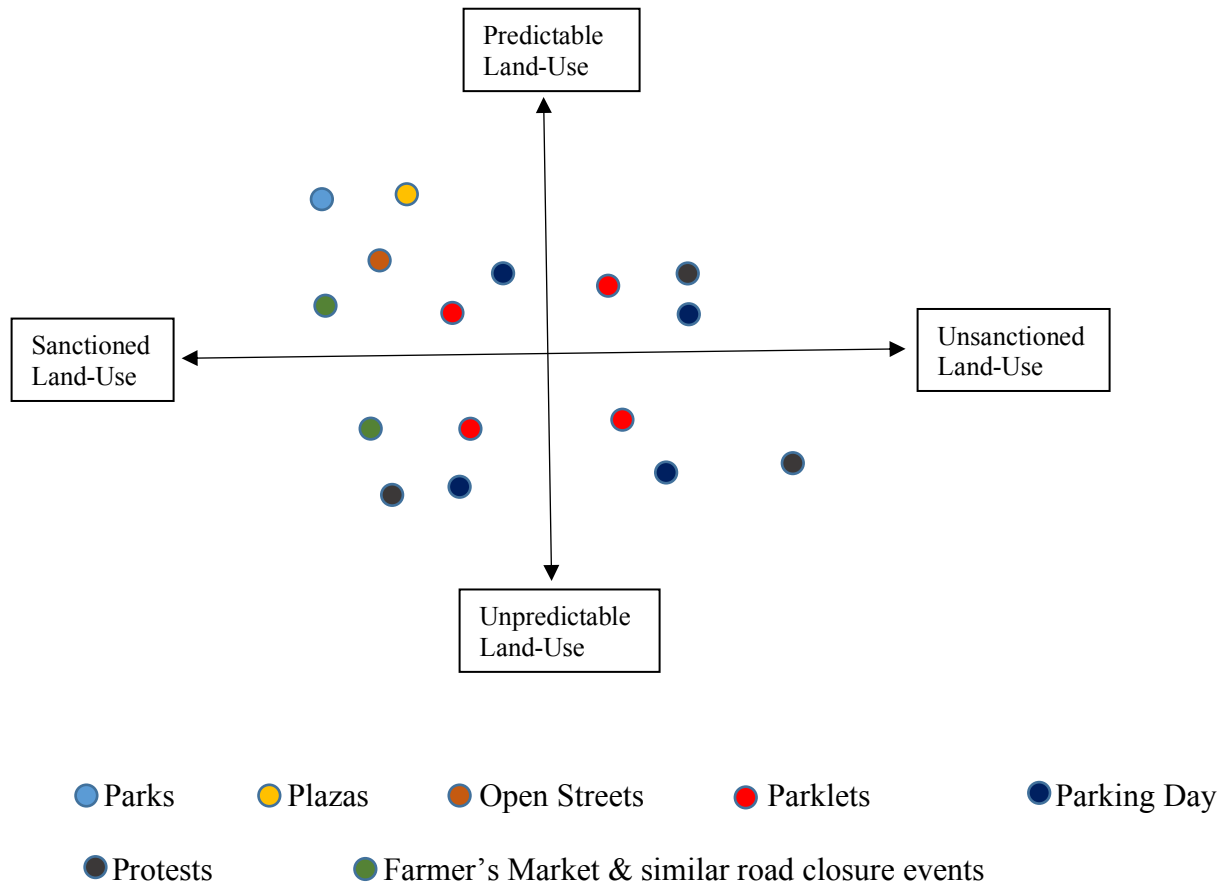 Predictable
Land-Use
Sanctioned
Land-Use
Unsanctioned
Land-Use
Unpredictable
Land-Use
Parks
Plazas
Open Streets
Parklets
Parking Day
Protests
Farmer’s Market & similar road closure events